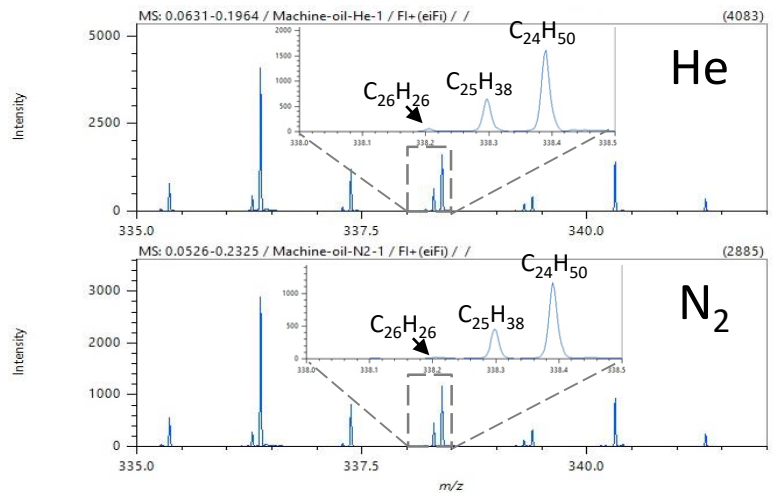 MS: 0.0631-0.1964 / Machine-oil-He-1 / FI+(eiFi) / / (4083)
5000
2500
0
Intensity
335.0 337.5 340.0
2000
1500
1000
500
0
338.0 338.1 338.2 338.3 338.4 338.5
C₂₆H₂₆
C₂₅H₃₈
C₂₄H₅₀
He
MS: 0.0526-0.2325 / Machine-oil-N2-1 / FI+(eiFi) / / (2885)
3000
2000
1000
0
Intensity
335.0 337.5 340.0
m/z
1000
500
0
338.0 338.1 338.2 338.3 338.4 338.5
C₂₆H₂₆
C₂₅H₃₈
C₂₄H₅₀
N₂